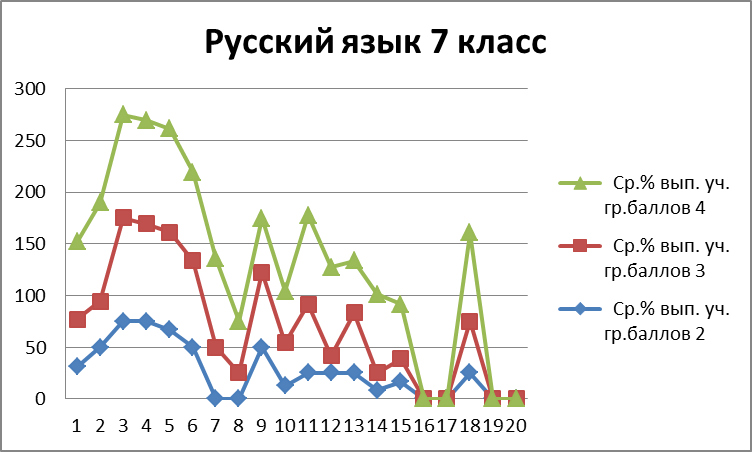 Русский язык 7 класс
300
250
200
150
100
50
0
1 2 3 4 5 6 7 8 9 10 11 12 13 14 15 16 17 18 19 20
Ср.% вып. уч.
гр.баллов 4
Ср.% вып. уч.
гр.баллов 3
Ср.% вып. уч.
гр.баллов 2